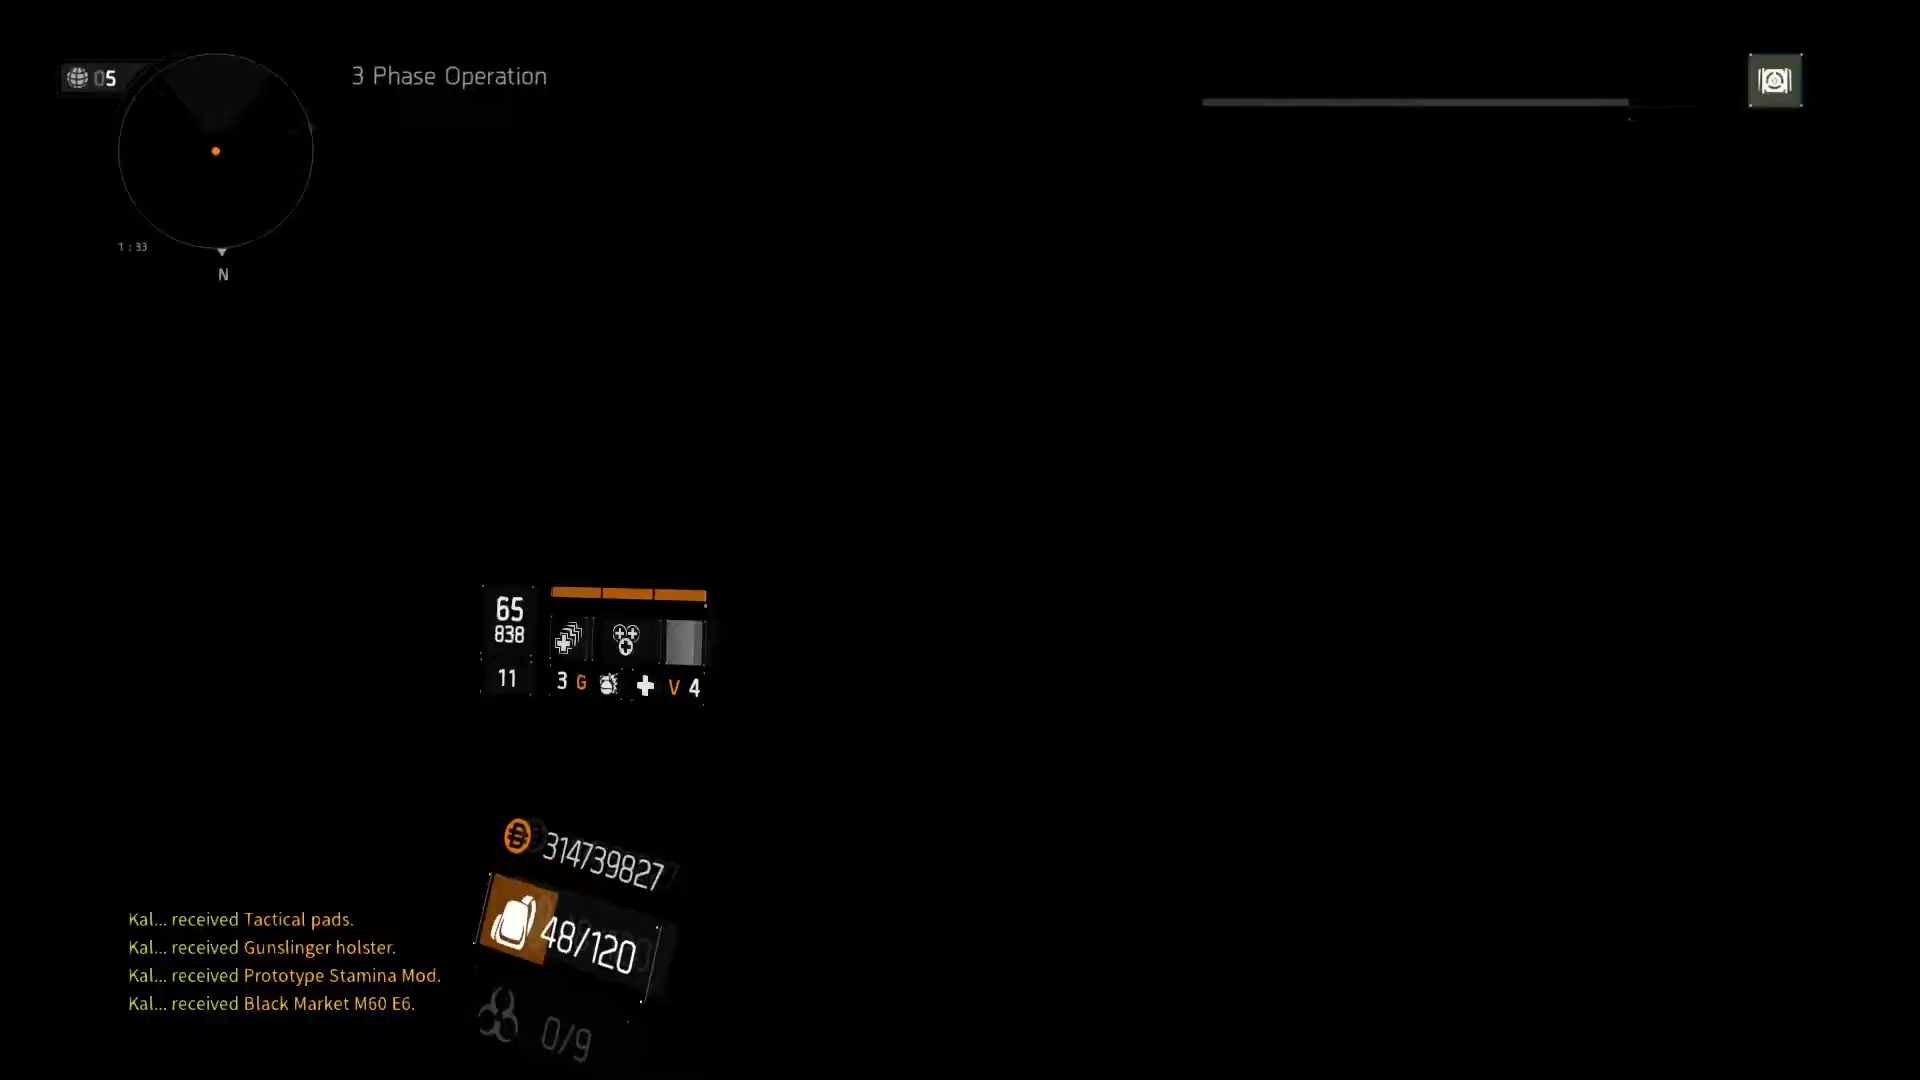 05
3 Phase Operation
1 : 33
N
65
838
11
3 G
V 4
314739827
48/120
0/9
Kal... received Tactical pads.
Kal... received Gunslinger holster.
Kal... received Prototype Stamina Mod.
Kal... received Black Market M60 E6.